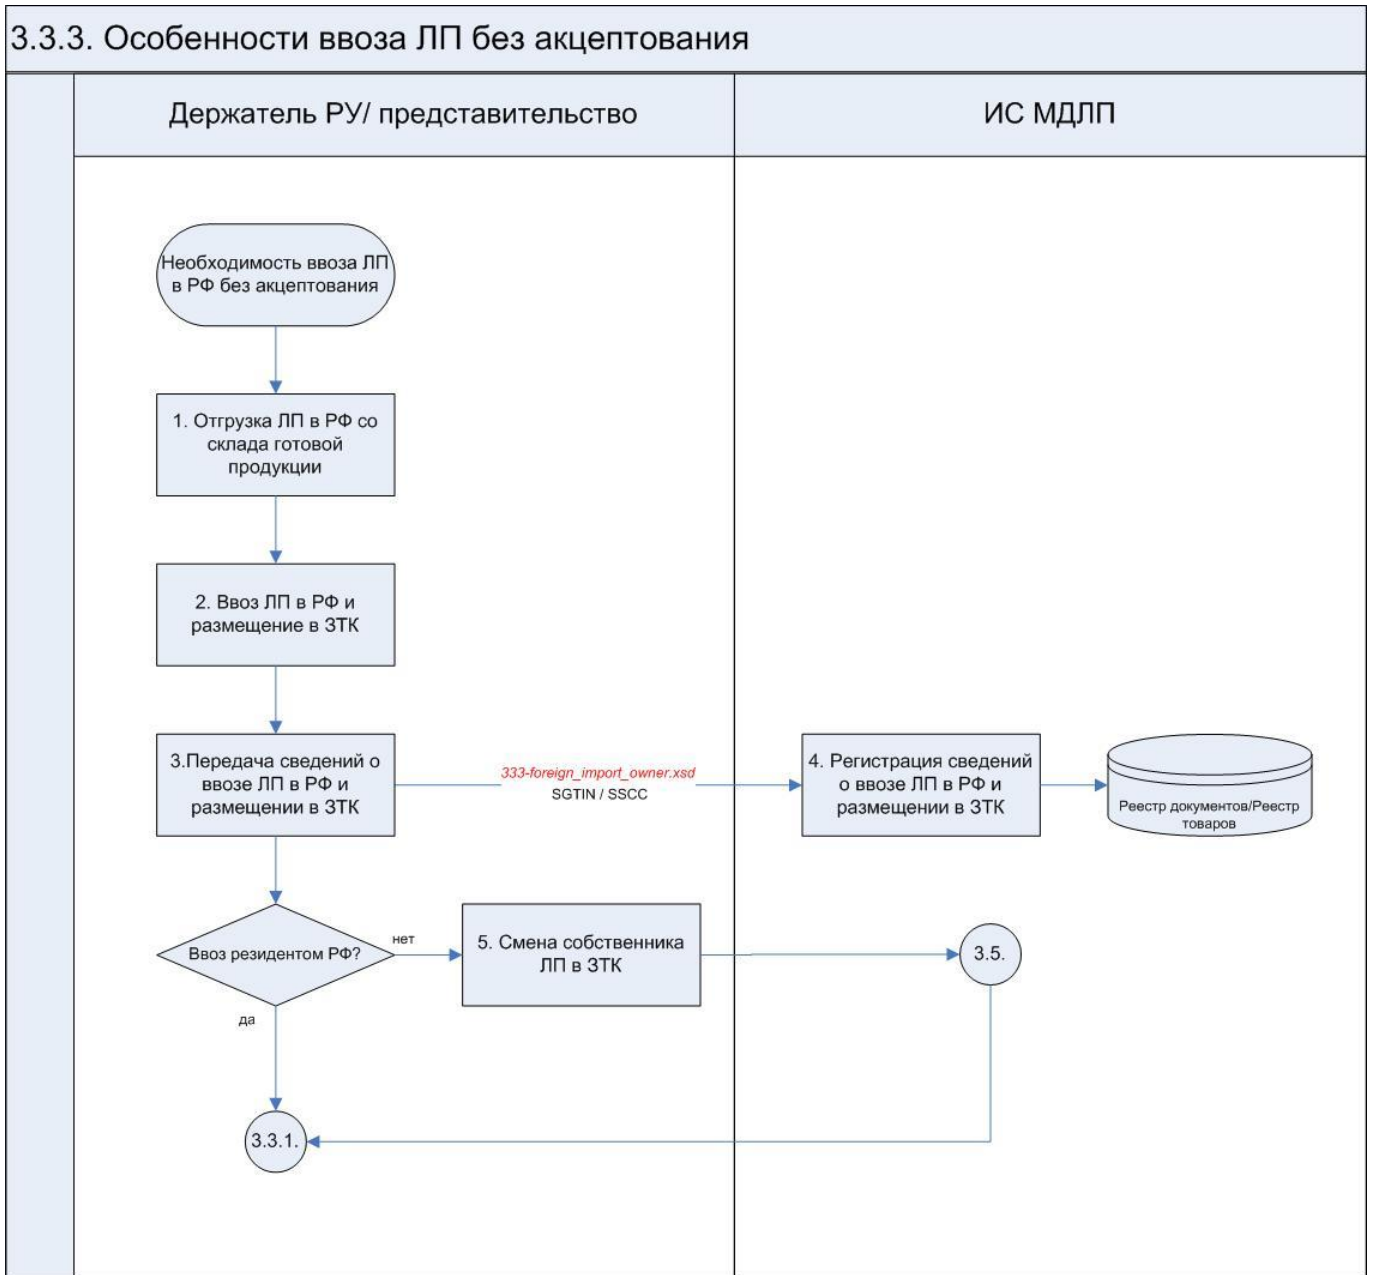 3.3.3. Особенности ввоза ЛП без акцептования
Держатель РУ/ представительство
ИС МДЛП
Необходимость ввоза ЛП
в РФ без акцептования
1. Отгрузка ЛП в РФ со
склада готовой
продукции
2. Ввоз ЛП в РФ и
размещение в ЗТК
3.Передача сведений о
ввозе ЛП в РФ и
размещении в ЗТК
333-foreign_import_owner.xsd
SGTIN / SSCC
4. Регистрация сведений
о ввозе ЛП в РФ и
размещении в ЗТК
Реестр документов/Реестр
товаров
Ввоз резидентом РФ?
нет
5. Смена собственника
ЛП в ЗТК
3.5.
да
3.3.1.